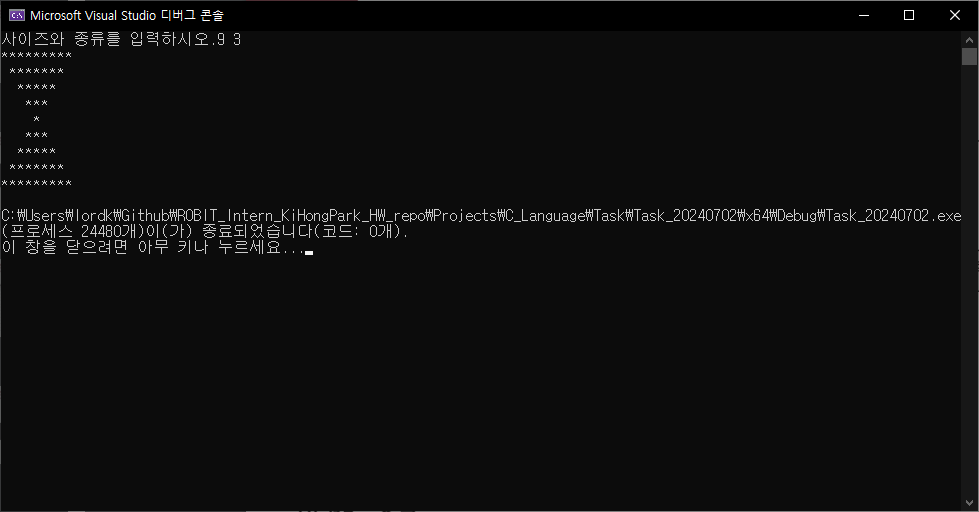 Microsoft Visual Studio 디버그 콘솔
사이즈와 종류를 입력하시오.9 3
*********
 *******
  *****
   ***
    *
   ***
  *****
 *******
*********
C:₩Users₩lordk₩Github₩ROBIT_Intern_KiHongPark_HW_repo₩Projects₩C_Language₩Task₩Task_20240702₩x64₩Debug₩Task_20240702.exe
(프로세스 24480개)이(가) 종료되었습니다(코드: 0개).
이 창을 닫으려면 아무 키나 누르세요...